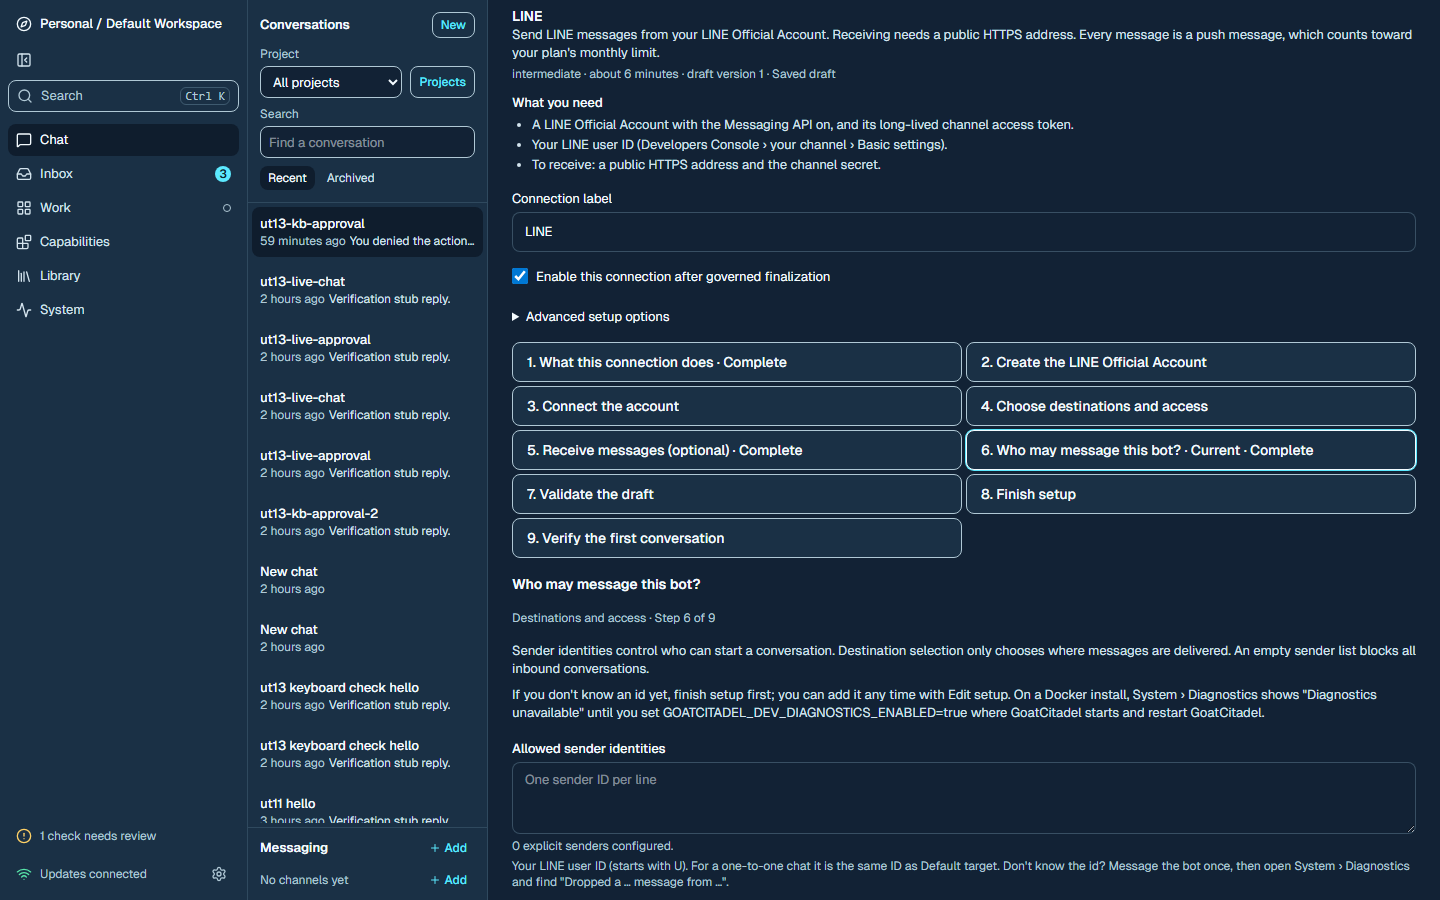 Personal / Default Workspace
Search
Ctrl K
Chat
Inbox
3
Work
Capabilities
Library
System
1 check needs review
Updates connected
Conversations
New
Project
All projects
Projects
Search
Find a conversation
Recent
Archived
ut13-kb-approval
59 minutes ago You denied the action...
ut13-live-chat
2 hours ago Verification stub reply.
ut13-live-approval
2 hours ago Verification stub reply.
ut13-live-chat
2 hours ago Verification stub reply.
ut13-live-approval
2 hours ago Verification stub reply.
ut13-kb-approval-2
2 hours ago Verification stub reply.
New chat
2 hours ago
New chat
2 hours ago
ut13 keyboard check hello
2 hours ago Verification stub reply.
ut13 keyboard check hello
2 hours ago Verification stub reply.
ut11 hello
3 hours ago Verification stub reply.
Messaging
+ Add
No channels yet
+ Add
LINE
Send LINE messages from your LINE Official Account. Receiving needs a public HTTPS address. Every message is a push message, which counts toward
your plan's monthly limit.
intermediate · about 6 minutes · draft version 1 · Saved draft
What you need
• A LINE Official Account with the Messaging API on, and its long-lived channel access token.
• Your LINE user ID (Developers Console › your channel › Basic settings).
• To receive: a public HTTPS address and the channel secret.
Connection label
LINE
Enable this connection after governed finalization
Advanced setup options
1. What this connection does · Complete
2. Create the LINE Official Account
3. Connect the account
4. Choose destinations and access
5. Receive messages (optional) · Complete
6. Who may message this bot? · Current · Complete
7. Validate the draft
8. Finish setup
9. Verify the first conversation
Who may message this bot?
Destinations and access · Step 6 of 9
Sender identities control who can start a conversation. Destination selection only chooses where messages are delivered. An empty sender list blocks all
inbound conversations.
If you don't know an id yet, finish setup first; you can add it any time with Edit setup. On a Docker install, System › Diagnostics shows "Diagnostics
unavailable" until you set GOATCITADEL_DEV_DIAGNOSTICS_ENABLED=true where GoatCitadel starts and restart GoatCitadel.
Allowed sender identities
One sender ID per line
0 explicit senders configured.
Your LINE user ID (starts with U). For a one-to-one chat it is the same ID as Default target. Don't know the id? Message the bot once, then open System › Diagnostics
and find "Dropped a … message from …".